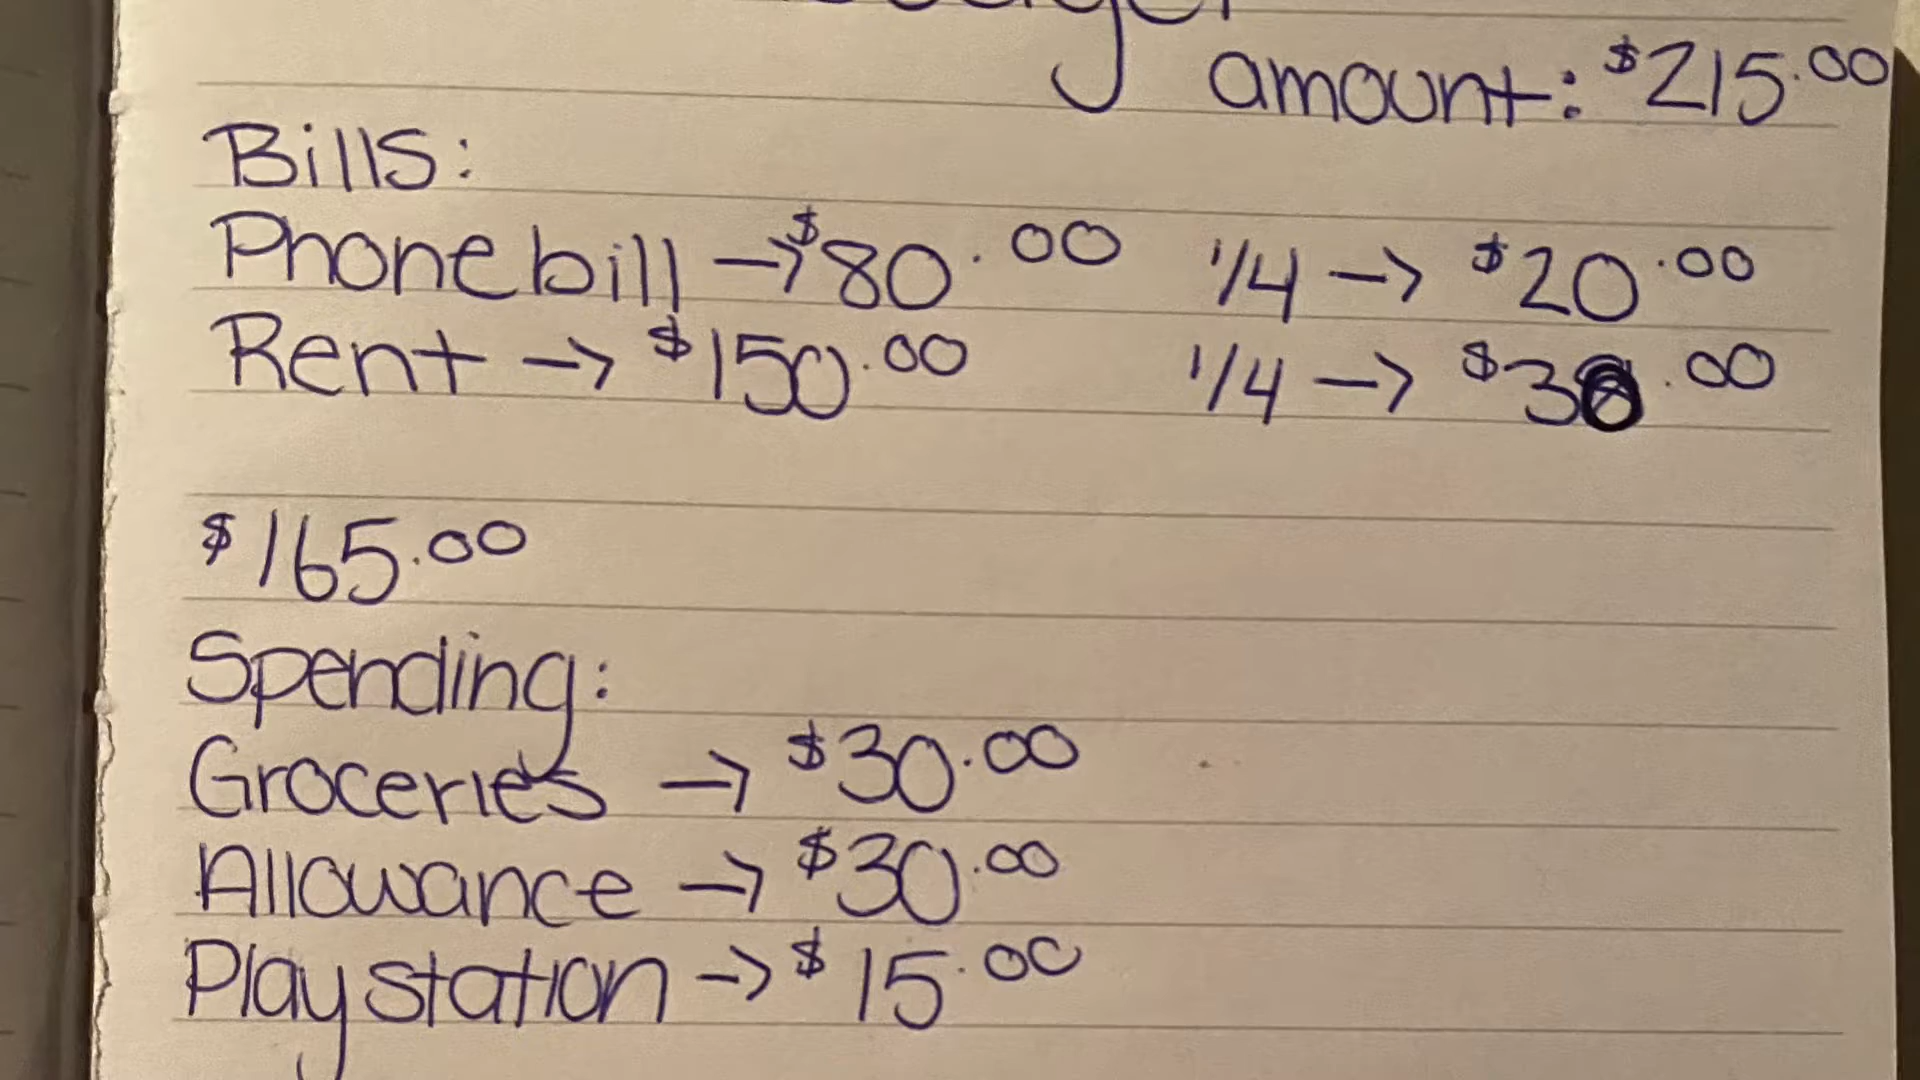 amount: $215.00
Bills:
Phone bill → $80.00 1/4 → $20.00
Rent → $150.00 1/4 → $30.00
$165.00
Spending:
Groceries → $30.00
Allowance → $30.00
Playstation → $15.00